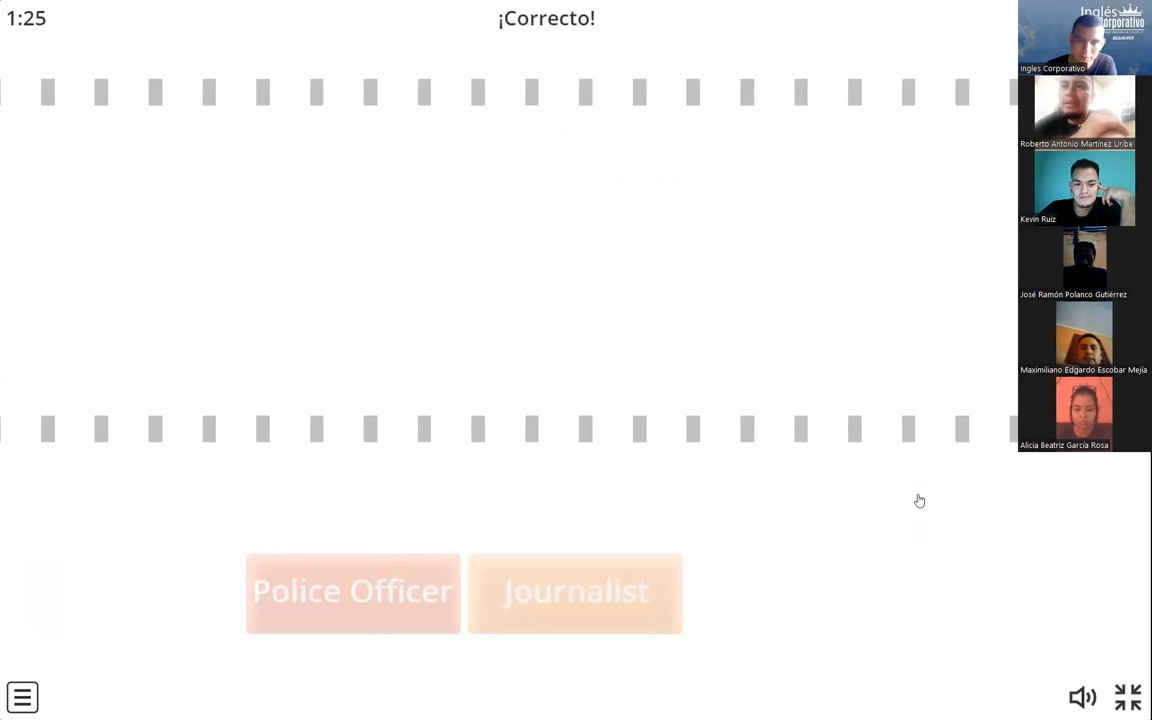 1:25
¡Correcto!
Inglés
Corporativo
BEGINNER
Ingles Corporativo
Roberto Antonio Martínez Uribe
Kevin Ruiz
José Ramón Polanco Gutiérrez
Maximiliano Edgardo Escobar Mejía
Alicia Beatriz García Rosa
Police Officer
Journalist